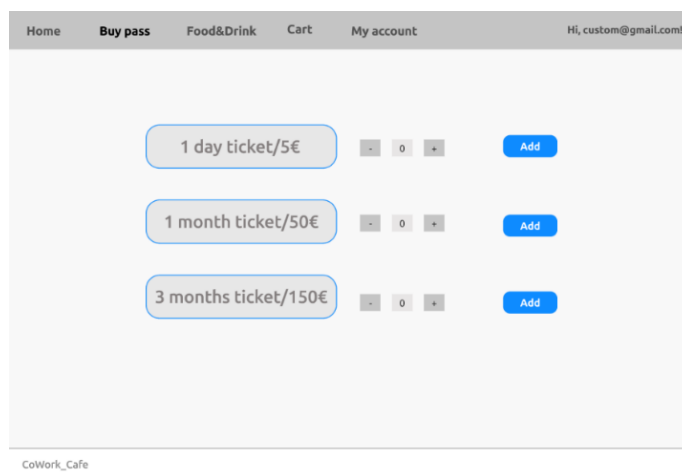 Home Buy pass Food&Drink Cart My account Hi, custom@gmail.com!
1 day ticket/5€ - 0 + Add
1 month ticket/50€ - 0 + Add
3 months ticket/150€ - 0 + Add
CoWork_Cafe